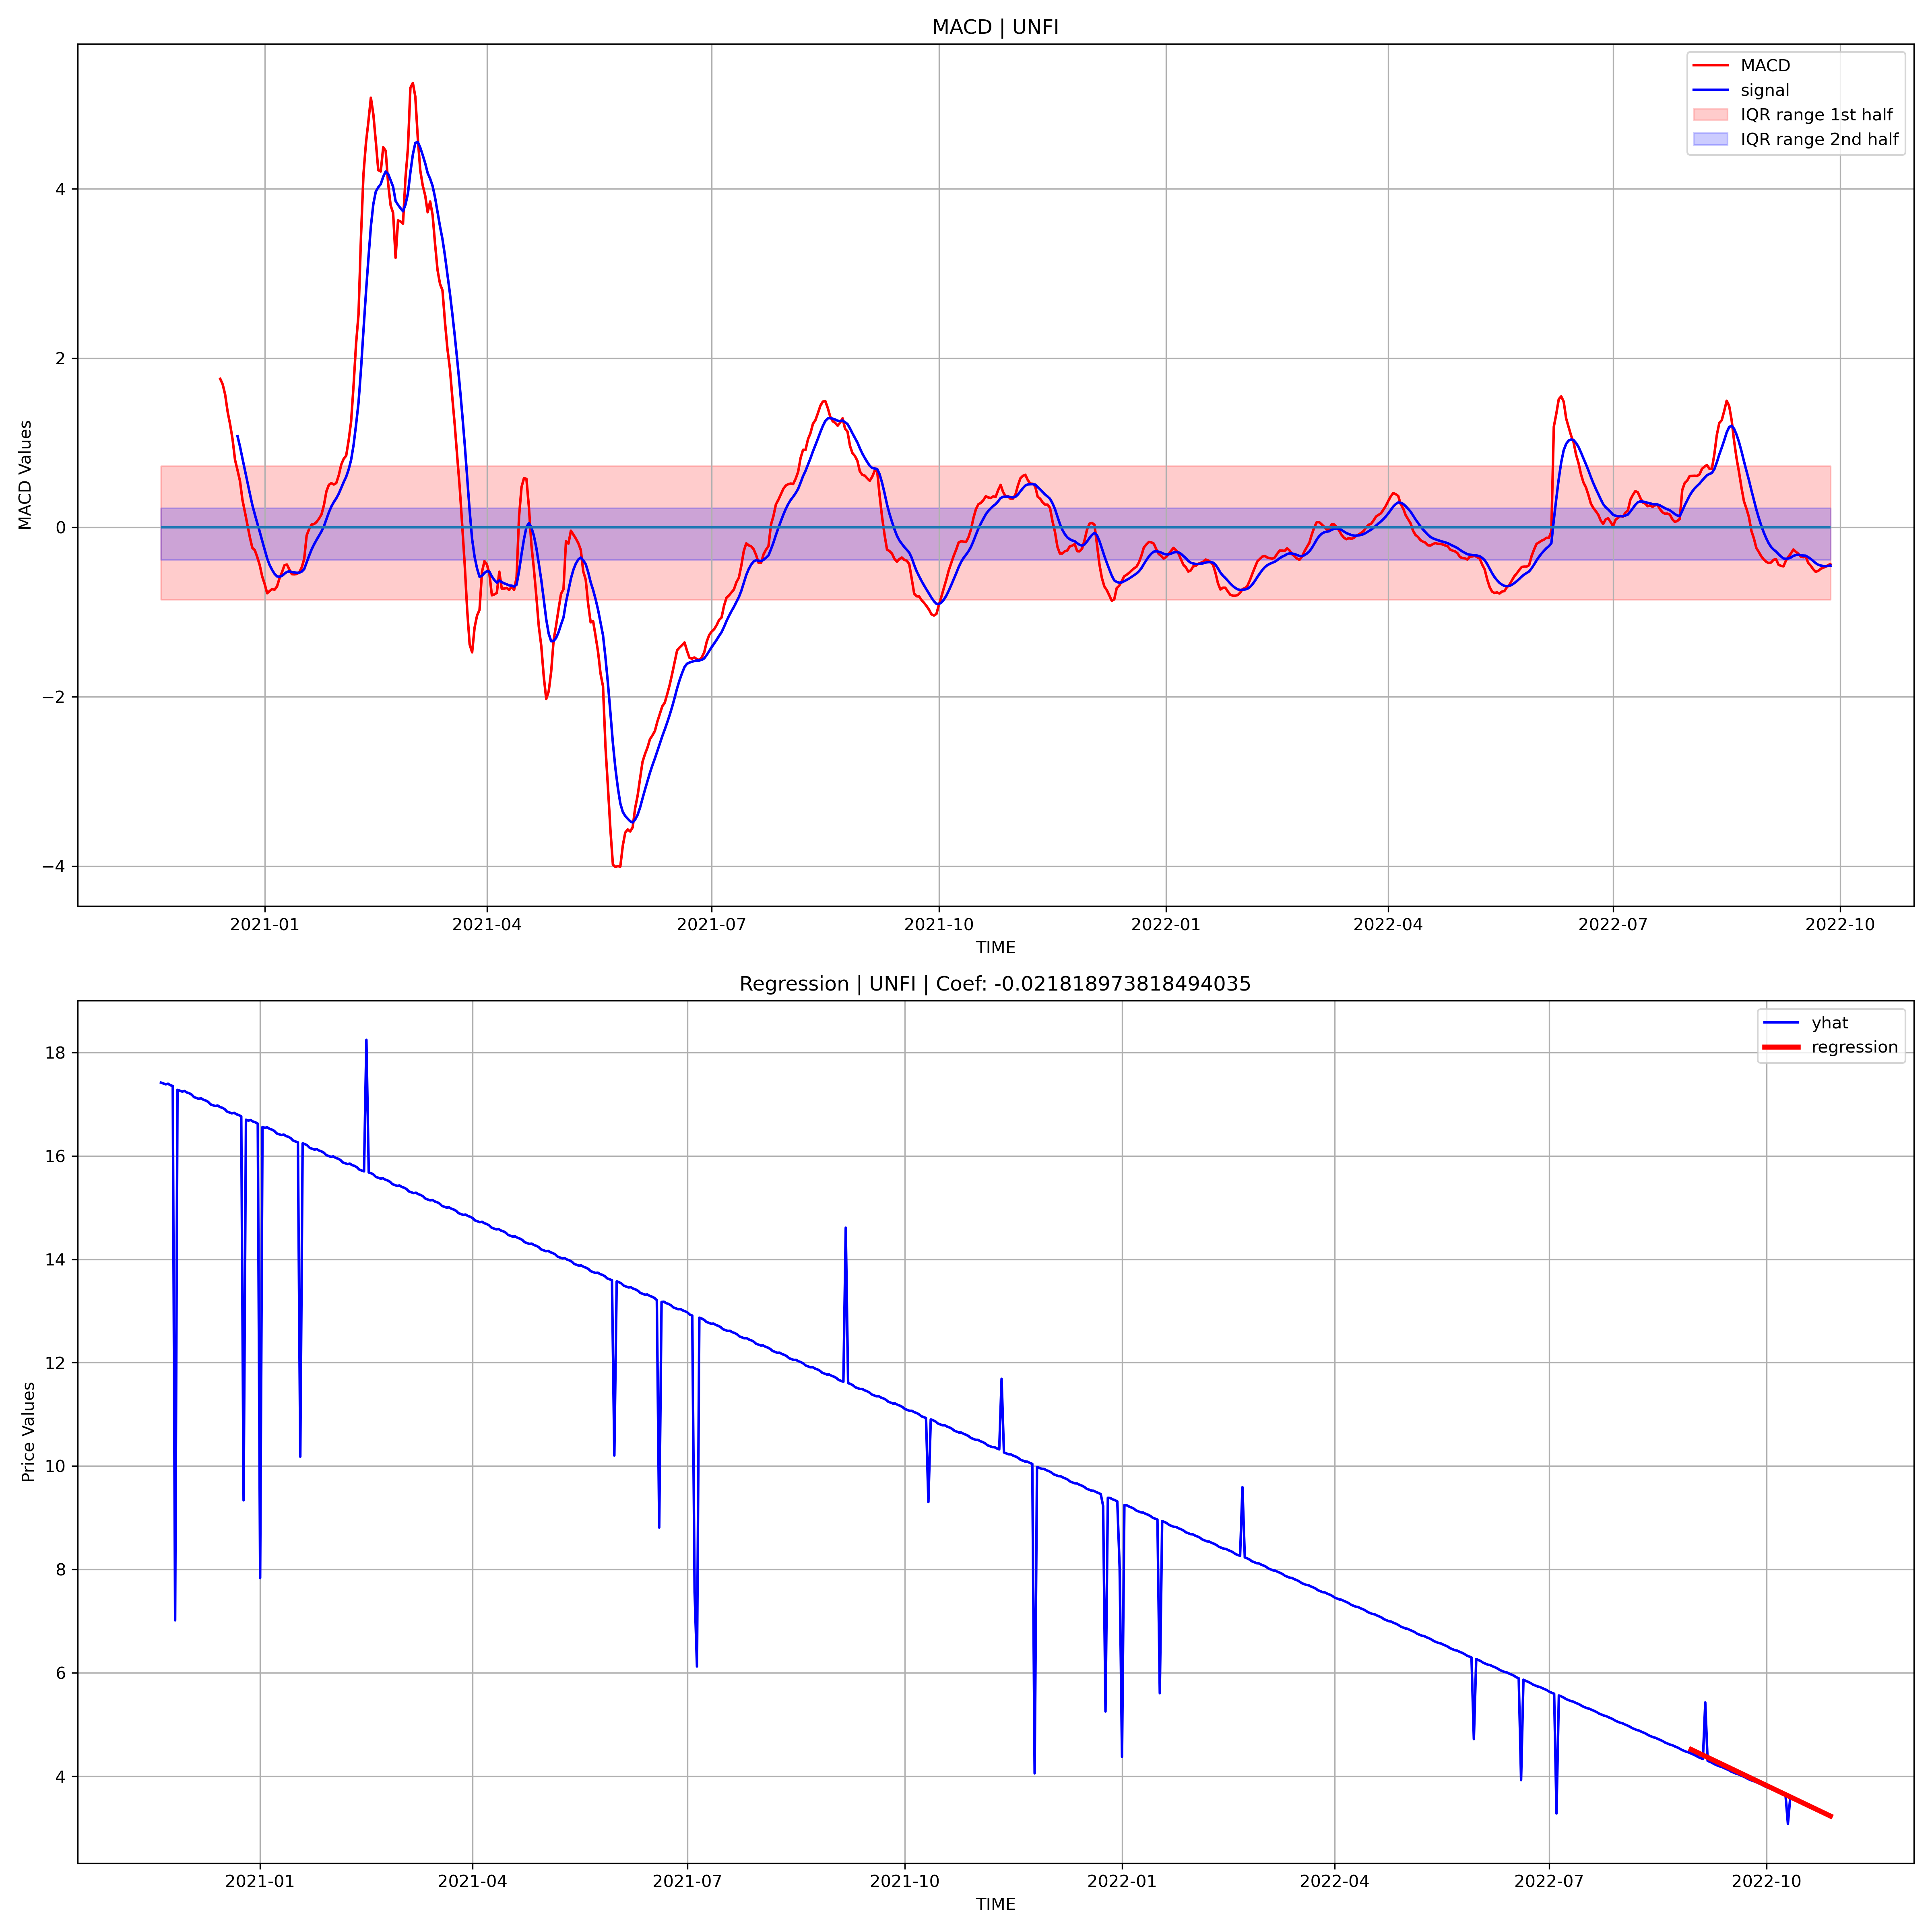 MACD | UNFI
MACD
signal
IQR range 1st half
IQR range 2nd half
MACD Values
4
2
0
−2
−4
2021-01 2021-04 2021-07 2021-10 2022-01 2022-04 2022-07 2022-10
TIME
Regression | UNFI | Coef: -0.021818973818494035
yhat
regression
Price Values
18
16
14
12
10
8
6
4
2021-01 2021-04 2021-07 2021-10 2022-01 2022-04 2022-07 2022-10
TIME